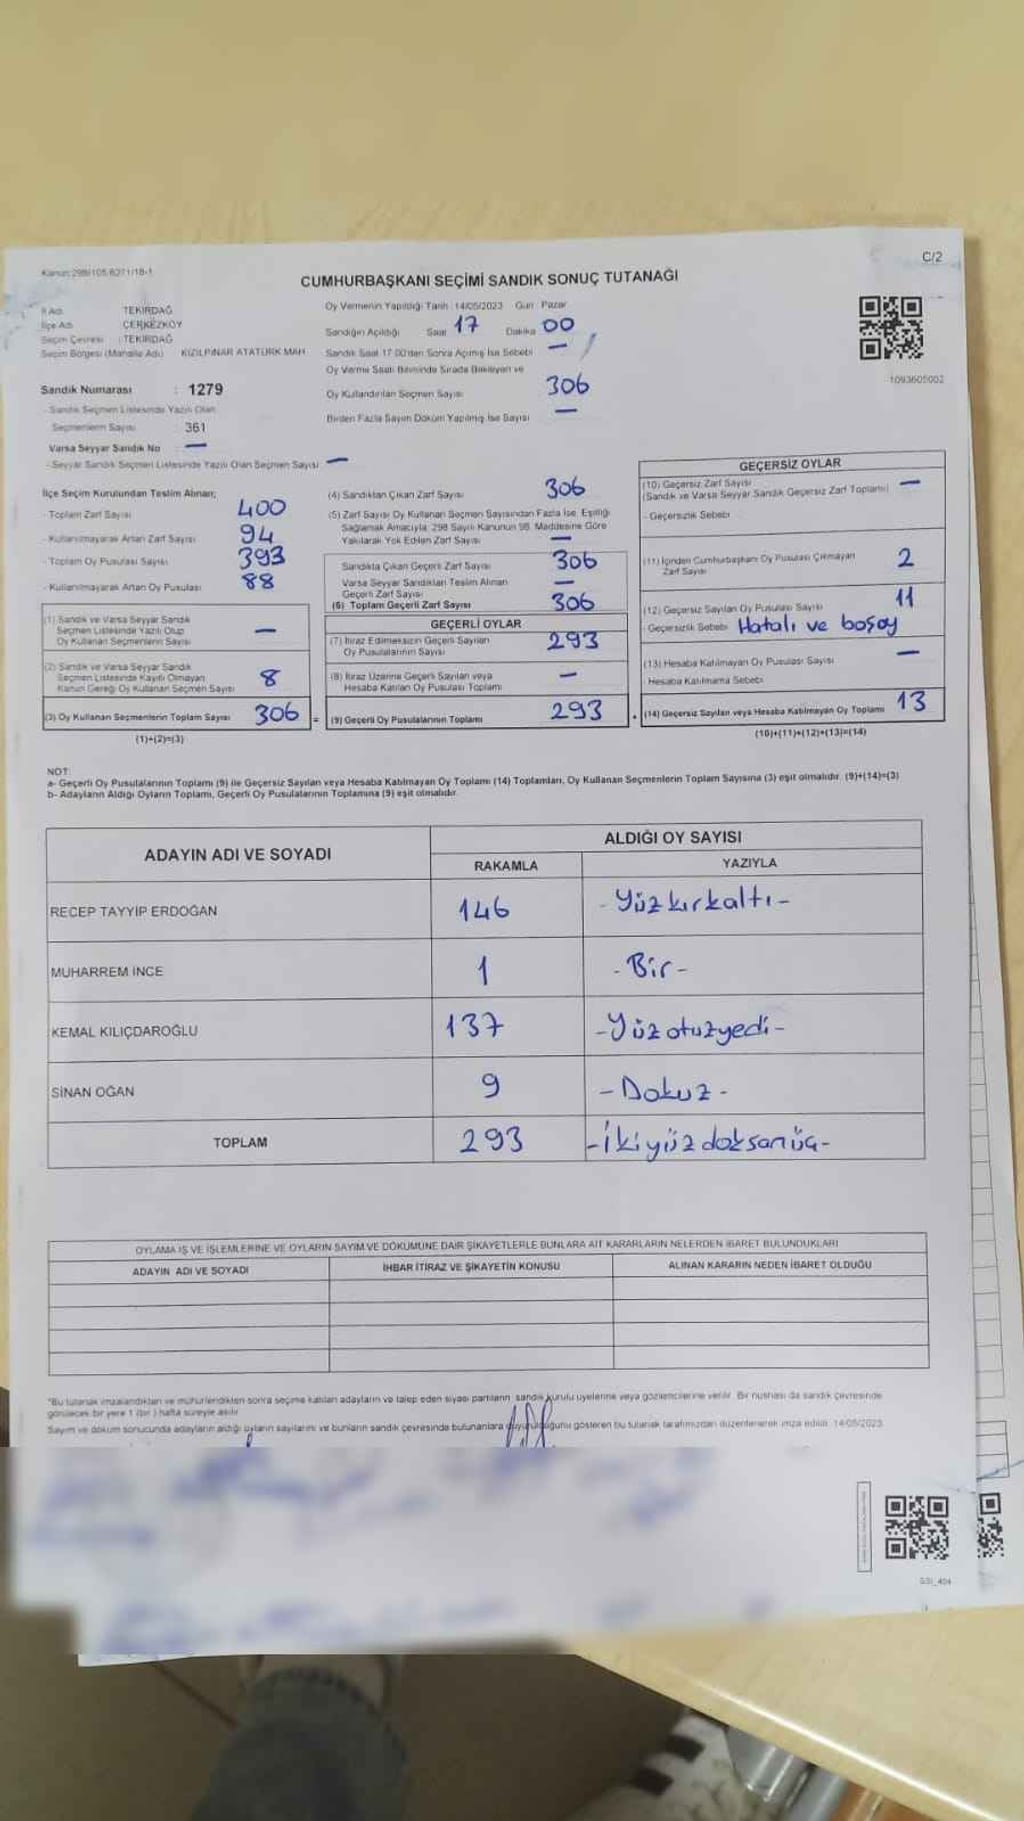 Kanun:298/105,6271/18-1
C/2
CUMHURBAŞKANI SEÇİMİ SANDIK SONUÇ TUTANAĞI
İl Adı : TEKİRDAĞ
İlçe Adı : ÇERKEZKÖY
Seçim Çevresi : TEKİRDAĞ
Seçim Bölgesi (Mahalle Adı) : KIZILPINAR ATATÜRK MAH
Sandık Numarası : 1279
- Sandık Seçmen Listesinde Yazılı Olan
Seçmenlerin Sayısı : 361
Varsa Seyyar Sandık No : —
- Seyyar Sandık Seçmen Listesinde Yazılı Olan Seçmen Sayısı : —
Oy Vermenin Yapıldığı Tarih :14/05/2023 Gün: Pazar
Sandığın Açıldığı Saat 17 Dakika 00
Sandık Saat 17.00'den Sonra Açılmış İse Sebebi —
Oy Verme Saati Bitiminde Sırada Bekleyen ve
Oy Kullandırılan Seçmen Sayısı 306
Birden Fazla Sayım Döküm Yapılmış İse Sayısı —
1093605002
İlçe Seçim Kurulundan Teslim Alınan;
- Toplam Zarf Sayısı 400
- Kullanılmayarak Artan Zarf Sayısı 94
- Toplam Oy Pusulası Sayısı 393
- Kullanılmayarak Artan Oy Pusulası 88
(1) Sandık ve Varsa Seyyar Sandık
Seçmen Listesinde Yazılı Olup
Oy Kullanan Seçmenlerin Sayısı —
(2) Sandık ve Varsa Seyyar Sandık
Seçmen Listesinde Kayıtlı Olmayan
Kanun Gereği Oy Kullanan Seçmen Sayısı 8
(3) Oy Kullanan Seçmenlerin Toplam Sayısı 306 =
(1)+(2)=(3)
(4) Sandıktan Çıkan Zarf Sayısı 306
(5) Zarf Sayısı Oy Kullanan Seçmen Sayısından Fazla İse, Eşitliği
Sağlamak Amacıyla, 298 Sayılı Kanunun 98. Maddesine Göre
Yakılarak Yok Edilen Zarf Sayısı —
Sandıkta Çıkan Geçerli Zarf Sayısı 306
Varsa Seyyar Sandıktan Teslim Alınan
Geçerli Zarf Sayısı —
(6) Toplam Geçerli Zarf Sayısı 306
GEÇERLİ OYLAR
(7) İtiraz Edilmeksizin Geçerli Sayılan
Oy Pusulalarının Sayısı 293
(8) İtiraz Üzerine Geçerli Sayılan veya
Hesaba Katılan Oy Pusulası Toplamı —
(9) Geçerli Oy Pusulalarının Toplamı 293 +
GEÇERSİZ OYLAR
(10) Geçersiz Zarf Sayısı
(Sandık ve Varsa Seyyar Sandık Geçersiz Zarf Toplamı) —
- Geçersizlik Sebebi
(11) İçinden Cumhurbaşkanı Oy Pusulası Çıkmayan
Zarf Sayısı 2
(12) Geçersiz Sayılan Oy Pusulası Sayısı 11
- Geçersizlik Sebebi Hatalı ve boşoy
(13) Hesaba Katılmayan Oy Pusulası Sayısı —
- Hesaba Katılmama Sebebi
(14) Geçersiz Sayılan veya Hesaba Katılmayan Oy Toplamı 13
(10)+(11)+(12)+(13)=(14)
NOT:
a- Geçerli Oy Pusulalarının Toplamı (9) ile Geçersiz Sayılan veya Hesaba Katılmayan Oy Toplamı (14) Toplamları, Oy Kullanan Seçmenlerin Toplam Sayısına (3) eşit olmalıdır. (9)+(14)=(3)
b- Adayların Aldığı Oyların Toplamı, Geçerli Oy Pusulalarının Toplamına (9) eşit olmalıdır.
ADAYIN ADI VE SOYADI
ALDIĞI OY SAYISI
RAKAMLA YAZIYLA
RECEP TAYYİP ERDOĞAN 146 - Yüzkırkaltı -
MUHARREM İNCE 1 - Bir -
KEMAL KILIÇDAROĞLU 137 - Yüzotuzyedi -
SİNAN OĞAN 9 - Dokuz -
TOPLAM 293 - İkiyüzdoksanüç -
OYLAMA İŞ VE İŞLEMLERİNE VE OYLARIN SAYIM VE DÖKÜMÜNE DAİR ŞİKAYETLERLE BUNLARA AİT KARARLARIN NELERDEN İBARET BULUNDUKLARI
ADAYIN ADI VE SOYADI İHBAR İTİRAZ VE ŞİKAYETİN KONUSU ALINAN KARARIN NEDEN İBARET OLDUĞU
*Bu tutanak imzalandıktan ve mühürlendikten sonra seçime katılan adayların ve talep eden siyasi partilerin sandık kurulu üyelerine veya gözlemcilerine verilir. Bir nüshası da sandık çevresinde
görülecek bir yere 1 (bir) hafta süreyle asılır.
Sayım ve döküm sonucunda adayların aldığı oyların sayılarını ve bunların sandık çevresinde bulunanlara duyurulduğunu gösteren bu tutanak tarafımızdan düzenlenerek imza edildi. 14/05/2023